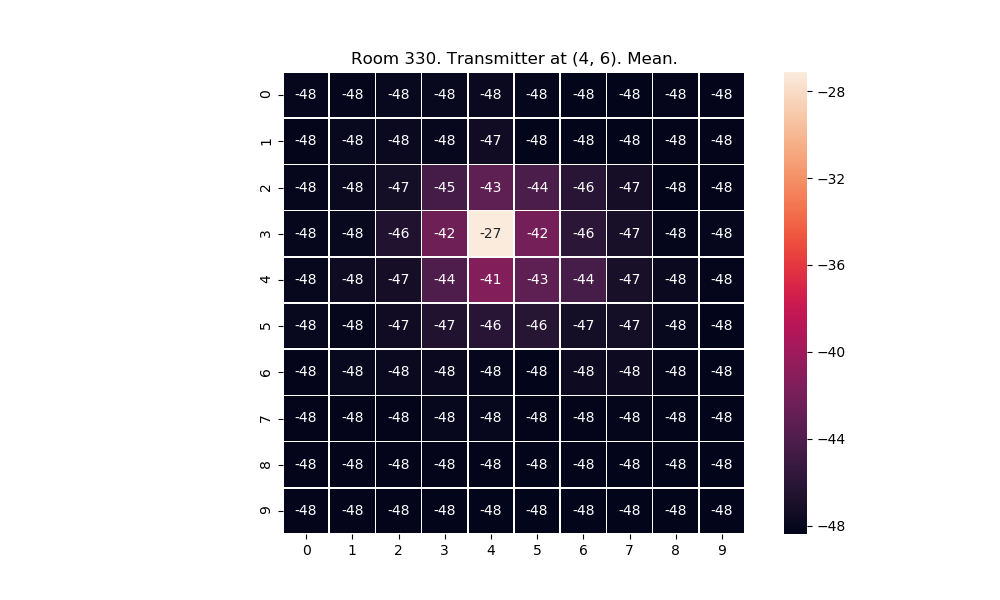 Room 330. Transmitter at (4, 6). Mean.
0 -48 -48 -48 -48 -48 -48 -48 -48 -48 -48
1 -48 -48 -48 -48 -47 -48 -48 -48 -48 -48
2 -48 -48 -47 -45 -43 -44 -46 -47 -48 -48
3 -48 -48 -46 -42 -27 -42 -46 -47 -48 -48
4 -48 -48 -47 -44 -41 -43 -44 -47 -48 -48
5 -48 -48 -47 -47 -46 -46 -47 -47 -48 -48
6 -48 -48 -48 -48 -48 -48 -48 -48 -48 -48
7 -48 -48 -48 -48 -48 -48 -48 -48 -48 -48
8 -48 -48 -48 -48 -48 -48 -48 -48 -48 -48
9 -48 -48 -48 -48 -48 -48 -48 -48 -48 -48
0 1 2 3 4 5 6 7 8 9
−28
−32
−36
−40
−44
−48